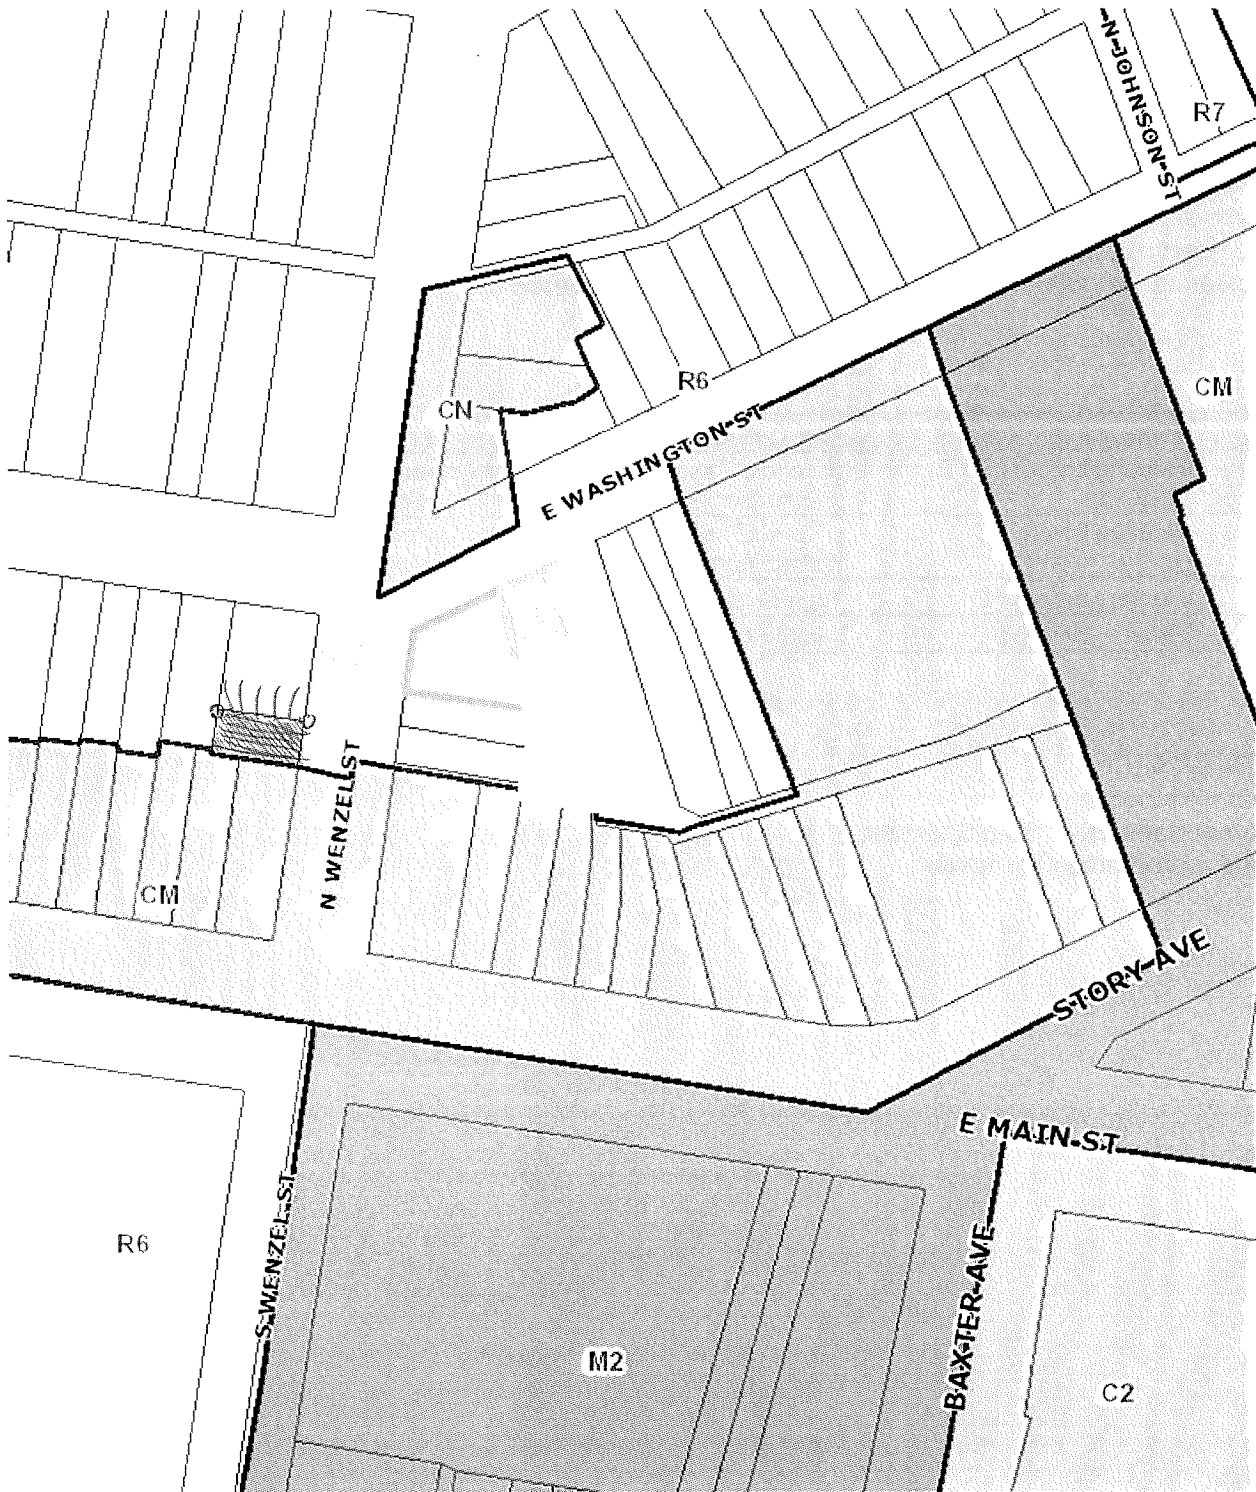 N JOHNSON ST
R7
CM
R6
CN
E WASHINGTON ST
N WENZEL ST
CM
STORY AVE
E MAIN ST
S WENZEL ST
R6
BAXTER AVE
M2
C2